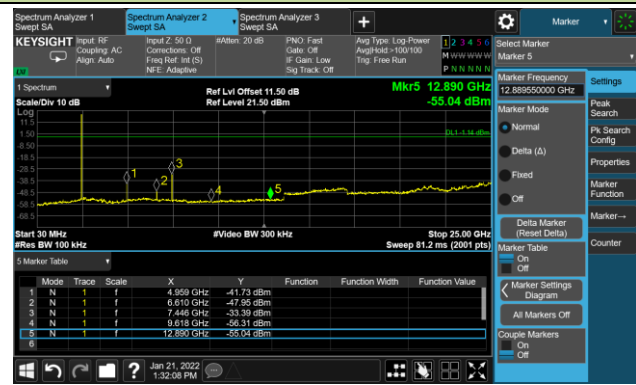 Spectrum Analyzer 1
Swept SA
Spectrum Analyzer 2
Swept SA
Spectrum Analyzer 3
Swept SA
Marker
KEYSIGHT
Input: RF
Coupling: AC
Align: Auto
Input Z: 50 Ω
Corrections: Off
Freq Ref: Int (S)
NFE: Adaptive
#Atten: 20 dB
PNO: Fast
Gate: Off
IF Gain: Low
Sig Track: Off
Avg Type: Log-Power
Avg|Hold:>100/100
Trig: Free Run
1 2 3 4 5 6
M W W W W W
P N N N N N
LXI
Select Marker
Marker 5
1 Spectrum
Scale/Div 10 dB
Log
Ref Lvl Offset 11.50 dB
Ref Level 21.50 dBm
Mkr5 12.890 GHz
-55.04 dBm
11.5
1.50
-8.50
-18.5
-28.5
-38.5
-48.5
-58.5
-68.5
DL1 -1.14 dBm
1
2
3
4
5
Start 30 MHz
#Res BW 100 kHz
#Video BW 300 kHz
Stop 25.00 GHz
Sweep 81.2 ms (2001 pts)
5 Marker Table
Mode Trace Scale X Y Function Function Width Function Value
1 N 1 f 4.959 GHz -41.73 dBm
2 N 1 f 6.610 GHz -47.95 dBm
3 N 1 f 7.446 GHz -33.39 dBm
4 N 1 f 9.618 GHz -56.31 dBm
5 N 1 f 12.890 GHz -55.04 dBm
6
Marker Frequency
12.889550000 GHz
Marker Mode
Normal
Delta (Δ)
Fixed
Off
Delta Marker
(Reset Delta)
Marker Table
On
Off
Marker Settings
Diagram
All Markers Off
Couple Markers
On
Off
Settings
Peak
Search
Pk Search
Config
Properties
Marker
Function
Marker→
Counter
?
Jan 21, 2022
1:32:08 PM